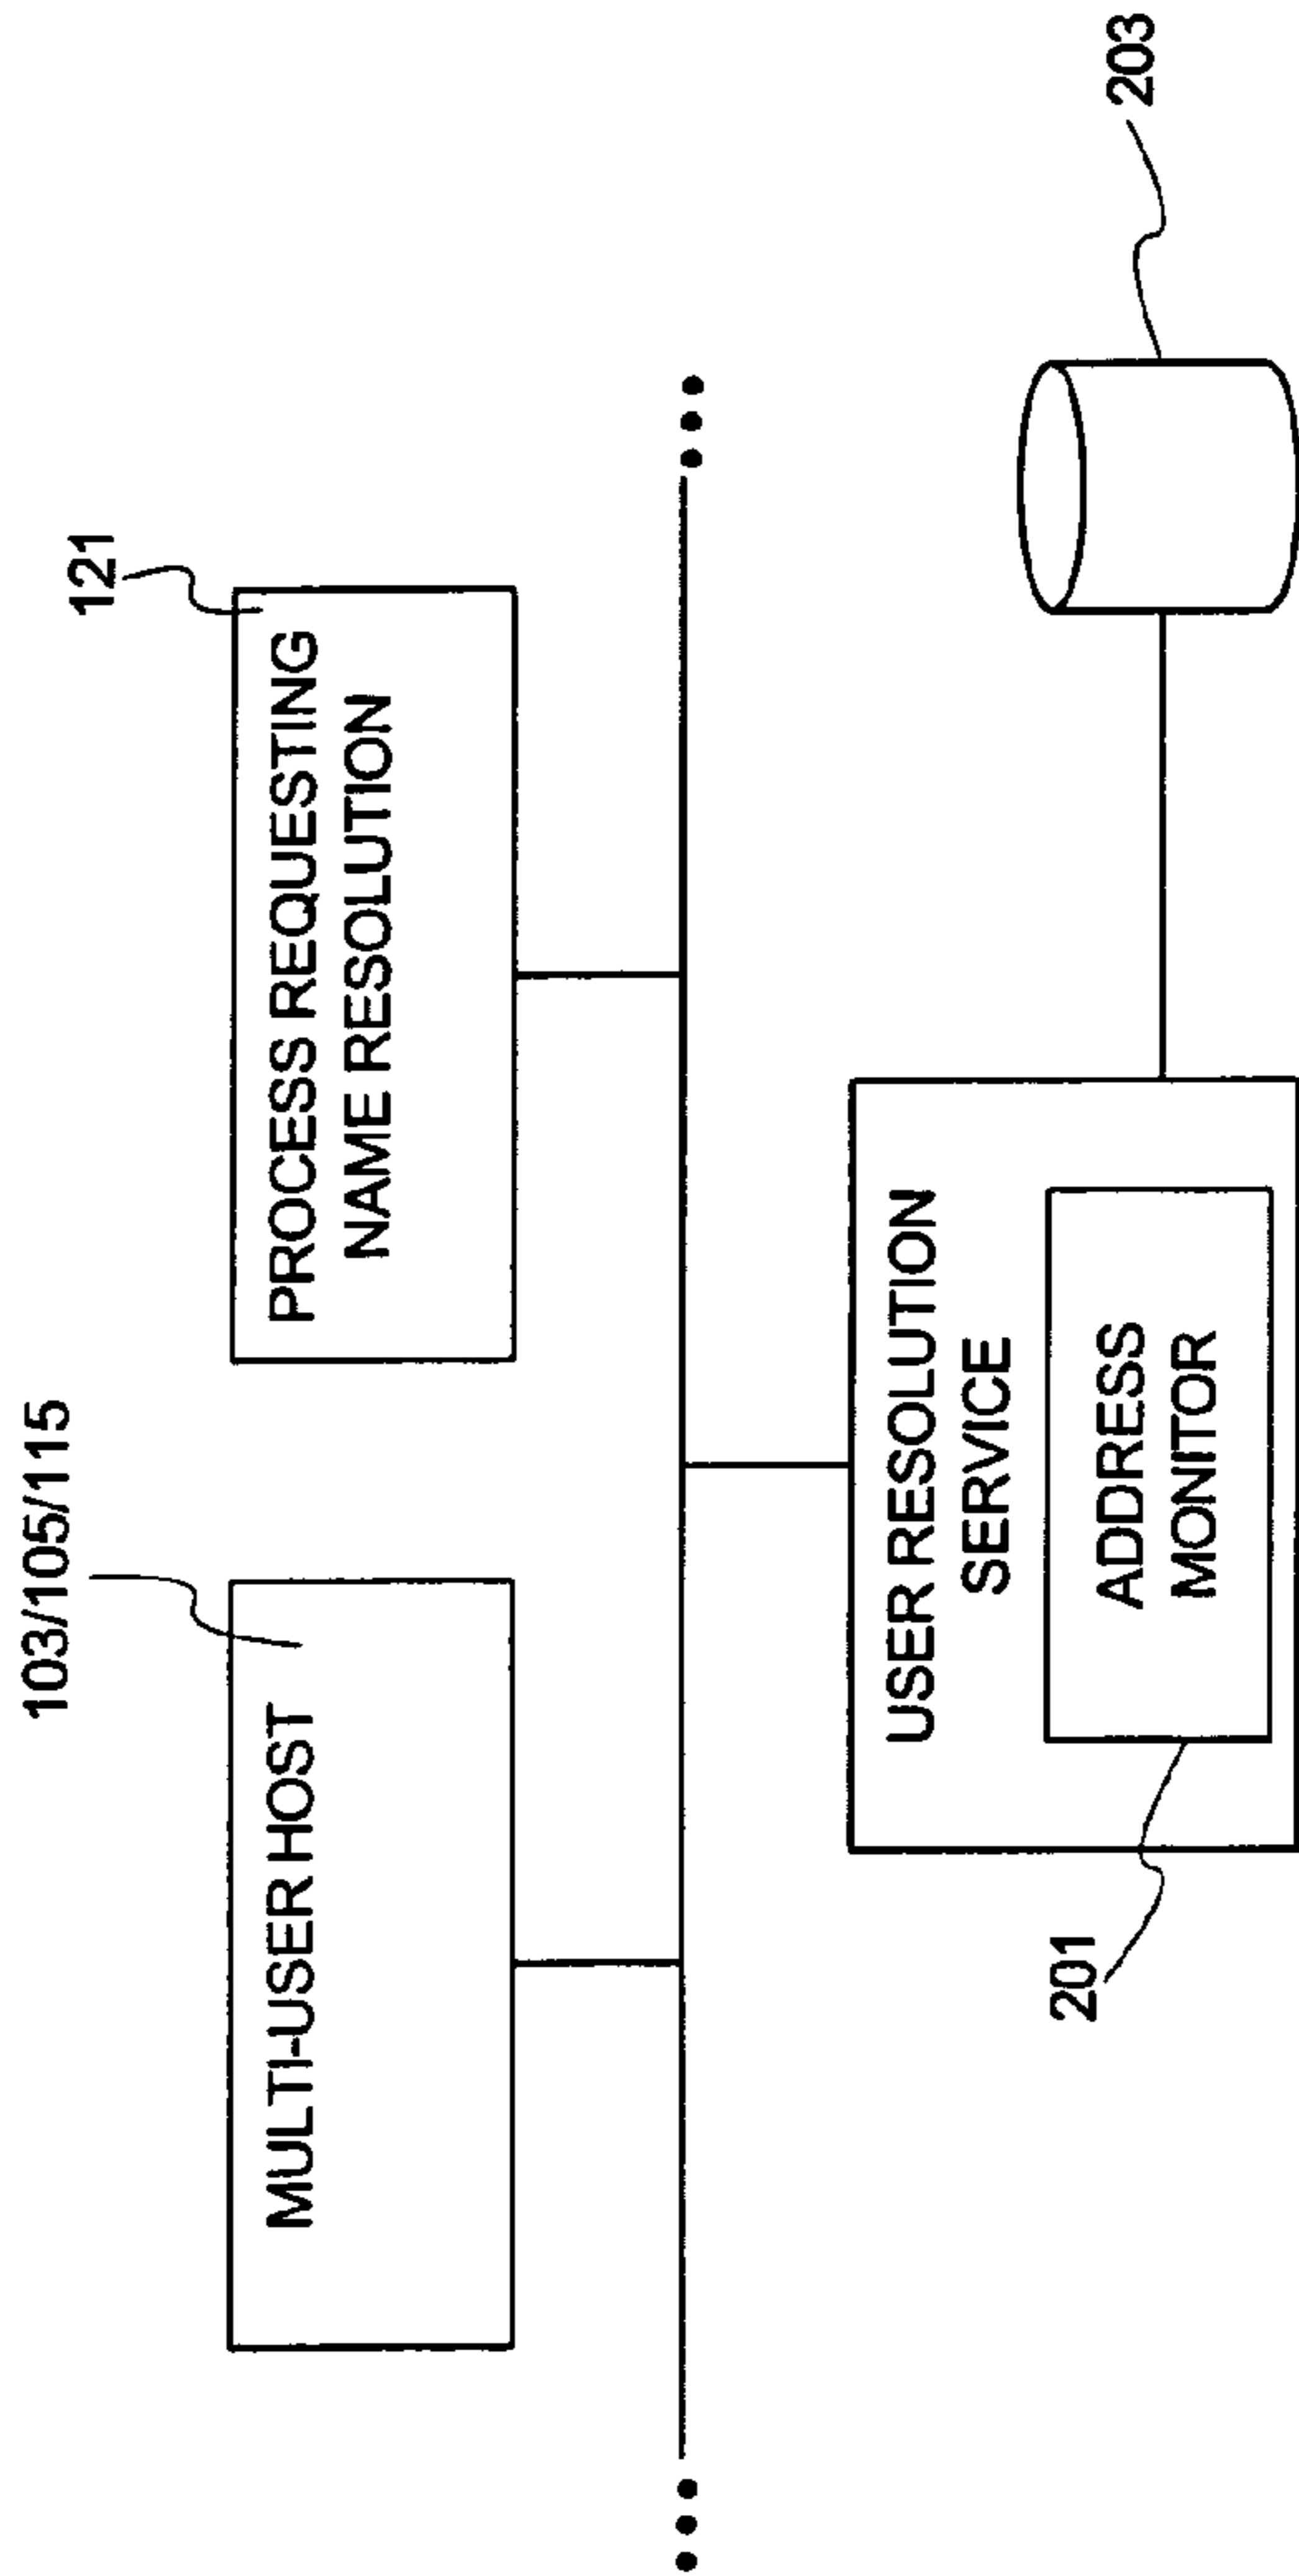 103/105/115
121
MULTI-USER HOST
PROCESS REQUESTING
NAME RESOLUTION
USER RESOLUTION
SERVICE
ADDRESS
MONITOR
201
203